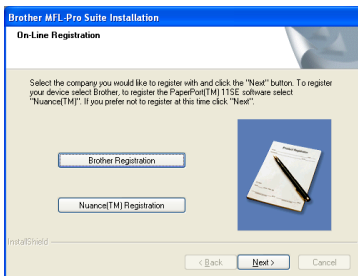 Brother MFL-Pro Suite Installation
On-Line Registration
Select the company you would like to register with and click the "Next" button. To register
your device select Brother, to register the PaperPort(TM) 11SE software select
"Nuance(TM)". If you prefer not to register at this time click "Next".
Brother Registration
Product Registration
Nuance(TM) Registration
InstallShield
< Back
Next >
Cancel